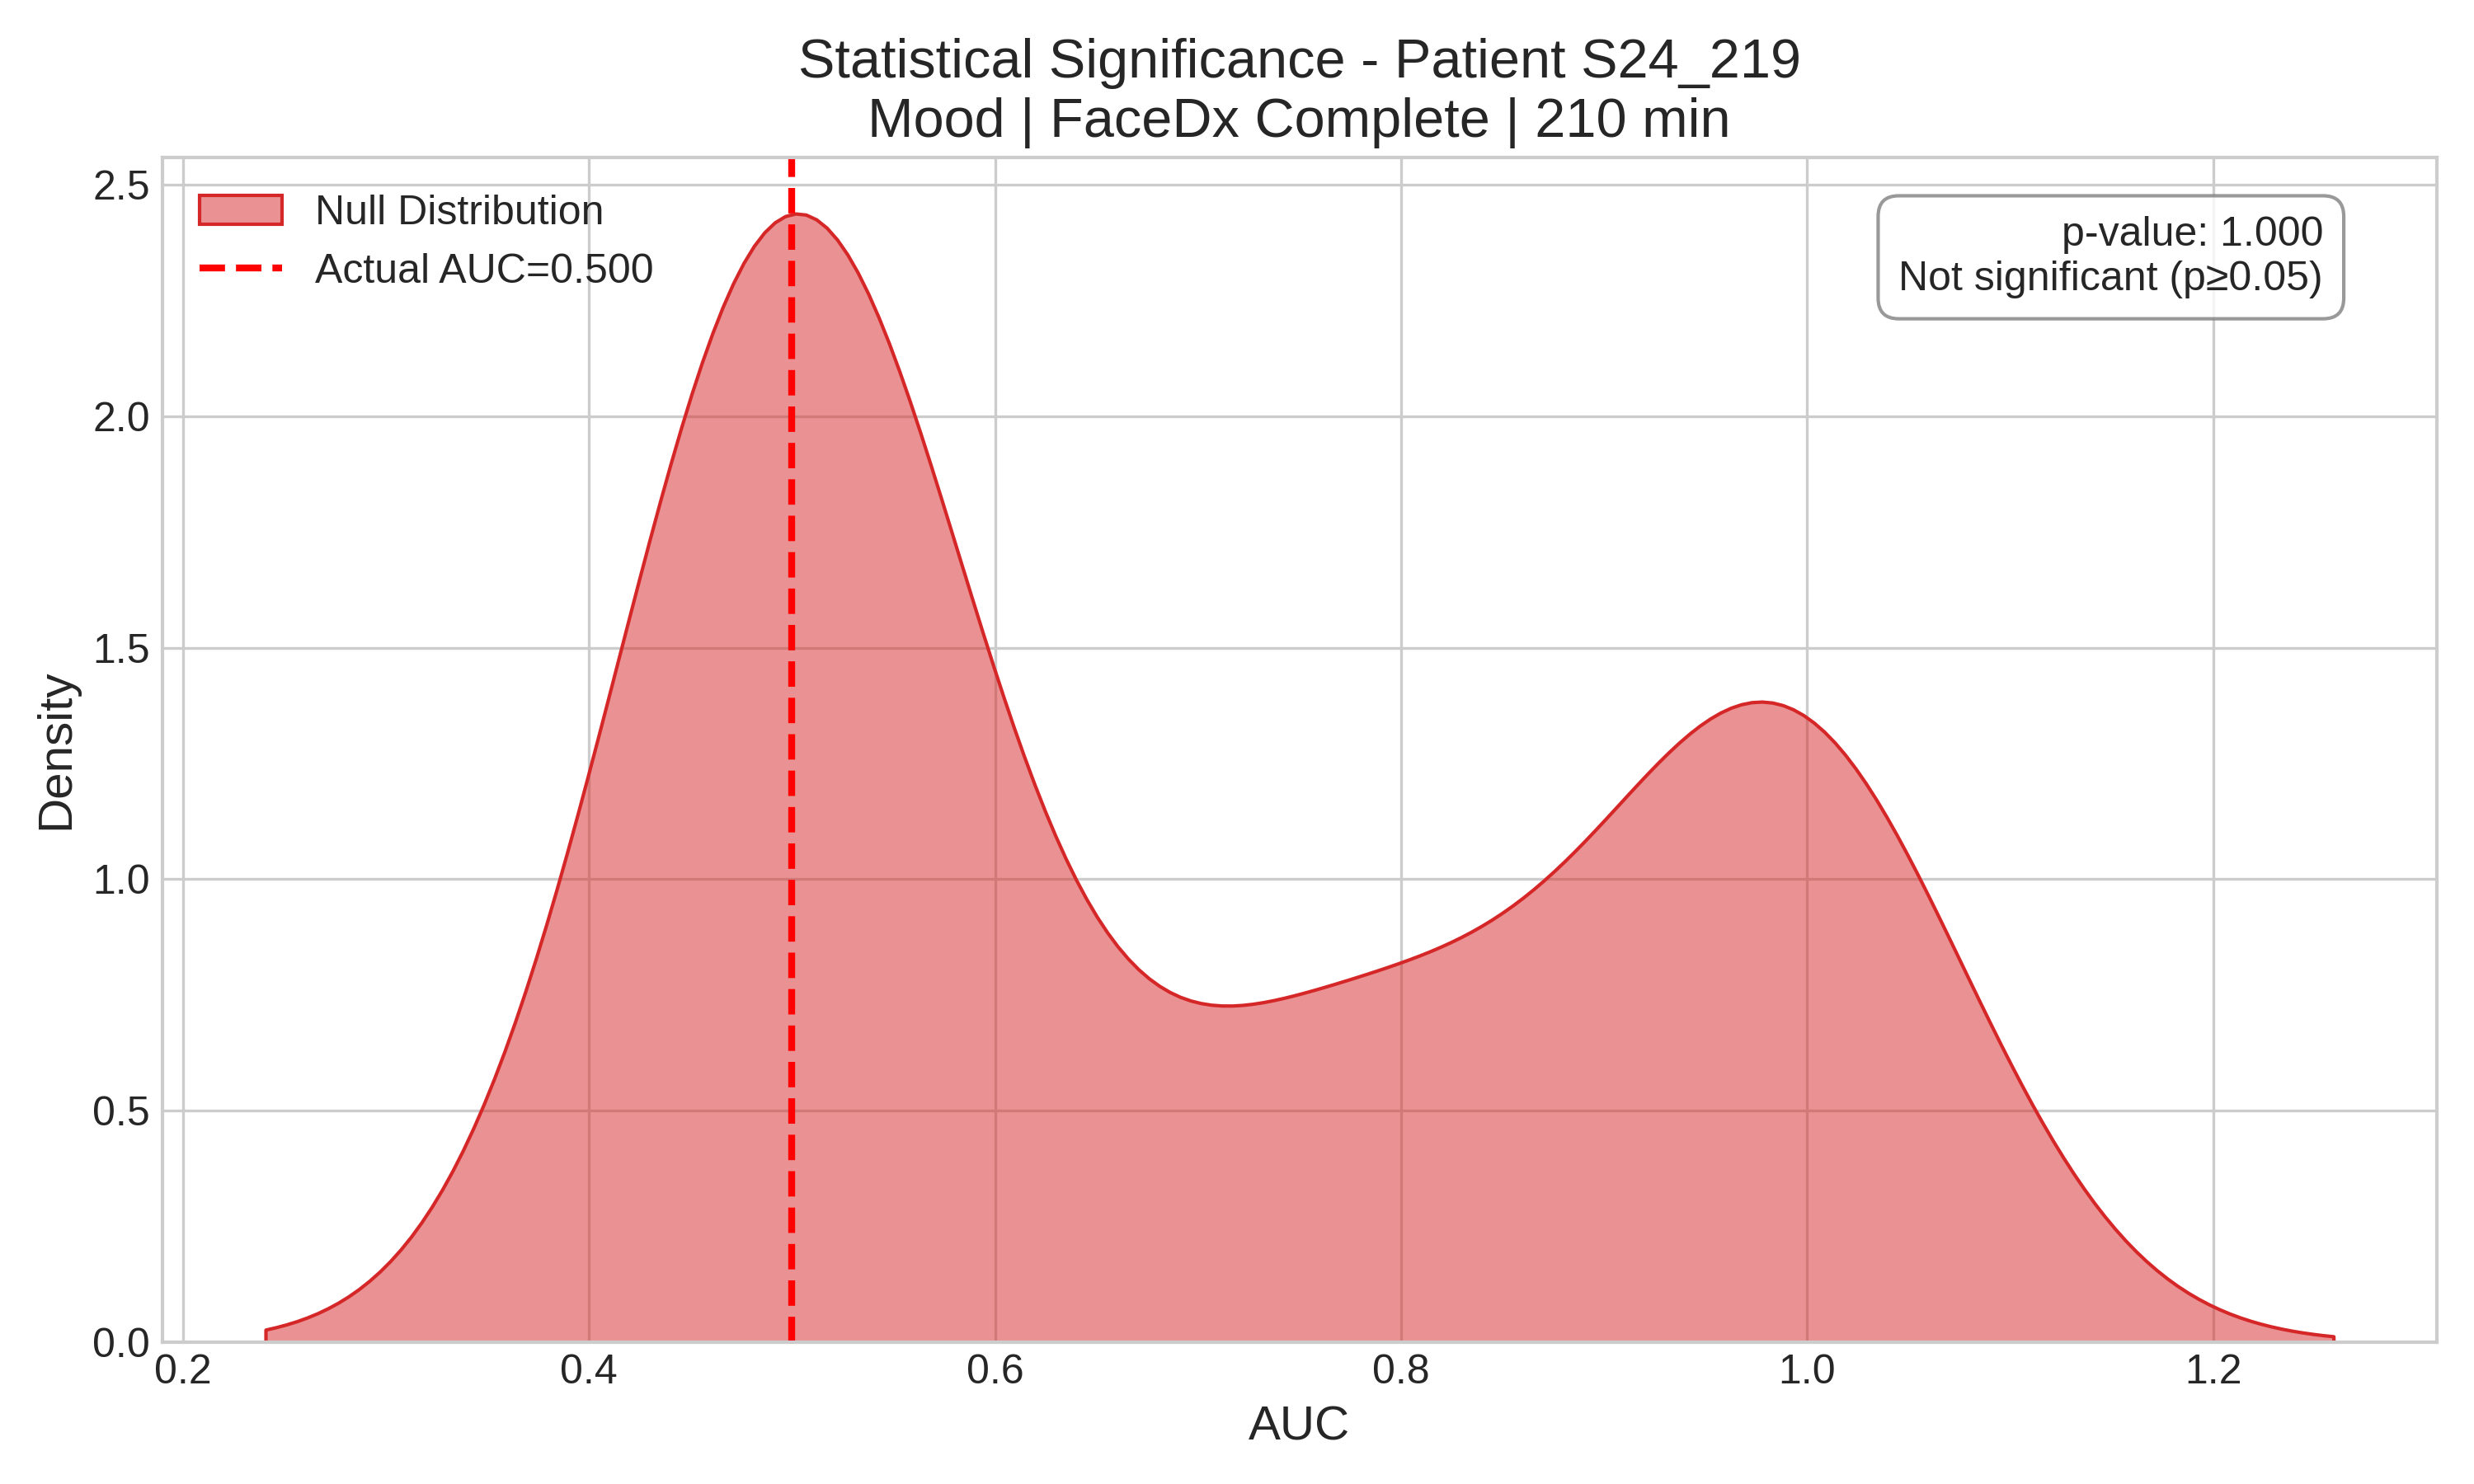 Statistical Significance - Patient S24_219
Mood | FaceDx Complete | 210 min
Null Distribution
Actual AUC=0.500
p-value: 1.000
Not significant (p≥0.05)
Density
2.5
2.0
1.5
1.0
0.5
0.0
0.2 0.4 0.6 0.8 1.0 1.2
AUC